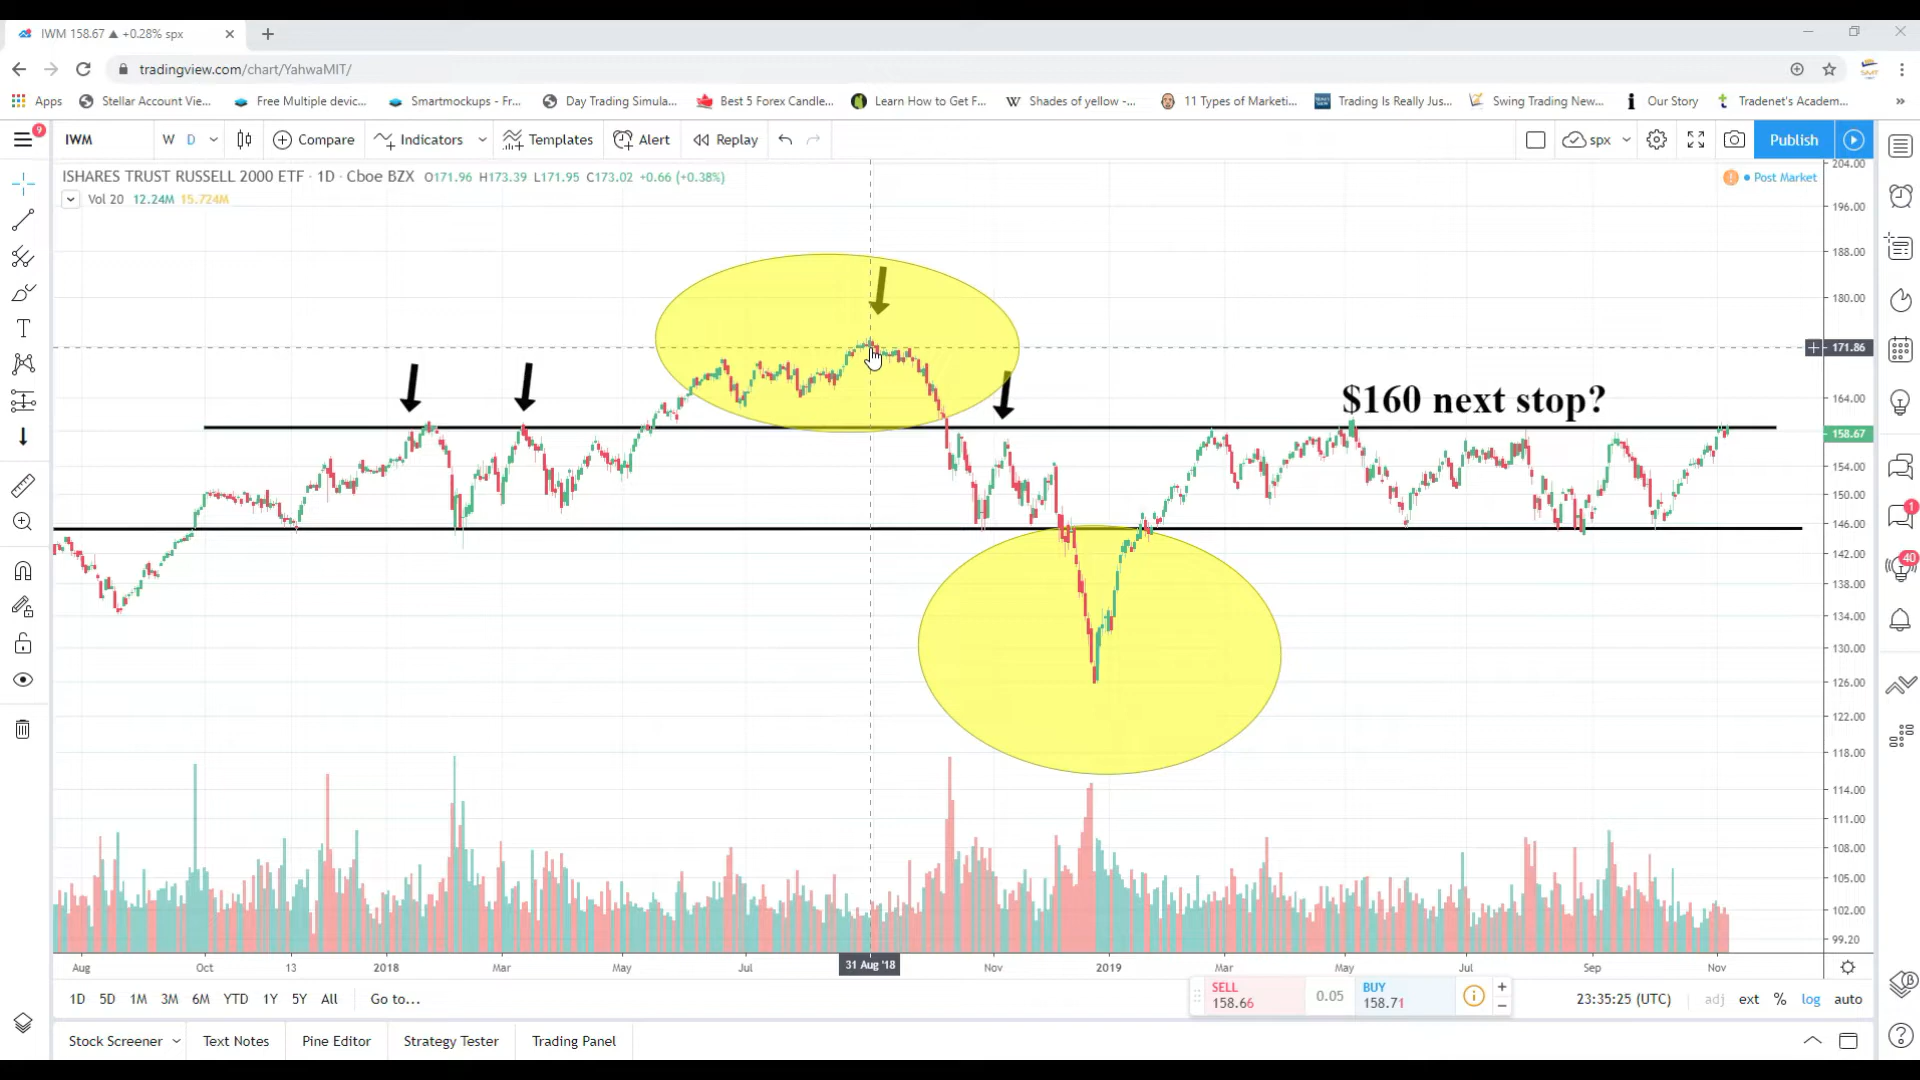 IWM 158.67 ▲ +0.28% spx
tradingview.com/chart/YahwaMIT/
Apps Stellar Account Vie... Free Multiple devic... Smartmockups - Fr... Day Trading Simula... Best 5 Forex Candle... Learn How to Get F... Shades of yellow -... 11 Types of Marketi... Trading Is Really Jus... Swing Trading New... Our Story Tradenet's Academ... »
9 IWM W D Compare Indicators Templates Alert Replay spx Publish
ISHARES TRUST RUSSELL 2000 ETF · 1D · Cboe BZX O171.96 H173.39 L171.95 C173.02 +0.66 (+0.38%)
Post Market
Vol 20 12.24M 15.724M
204.00
196.00
188.00
180.00
171.86
$160 next stop?
164.00
158.67
154.00
150.00
146.00
142.00
138.00
134.00
130.00
126.00
122.00
118.00
114.00
111.00
108.00
105.00
102.00
99.20
1
40
Aug Oct 13 2018 Mar May Jul 31 Aug '18 Nov 2019 Mar May Jul Sep Nov
1D 5D 1M 3M 6M YTD 1Y 5Y All Go to...
SELL 158.66 0.05 BUY 158.71
23:35:25 (UTC) adj ext % log auto
Stock Screener Text Notes Pine Editor Strategy Tester Trading Panel